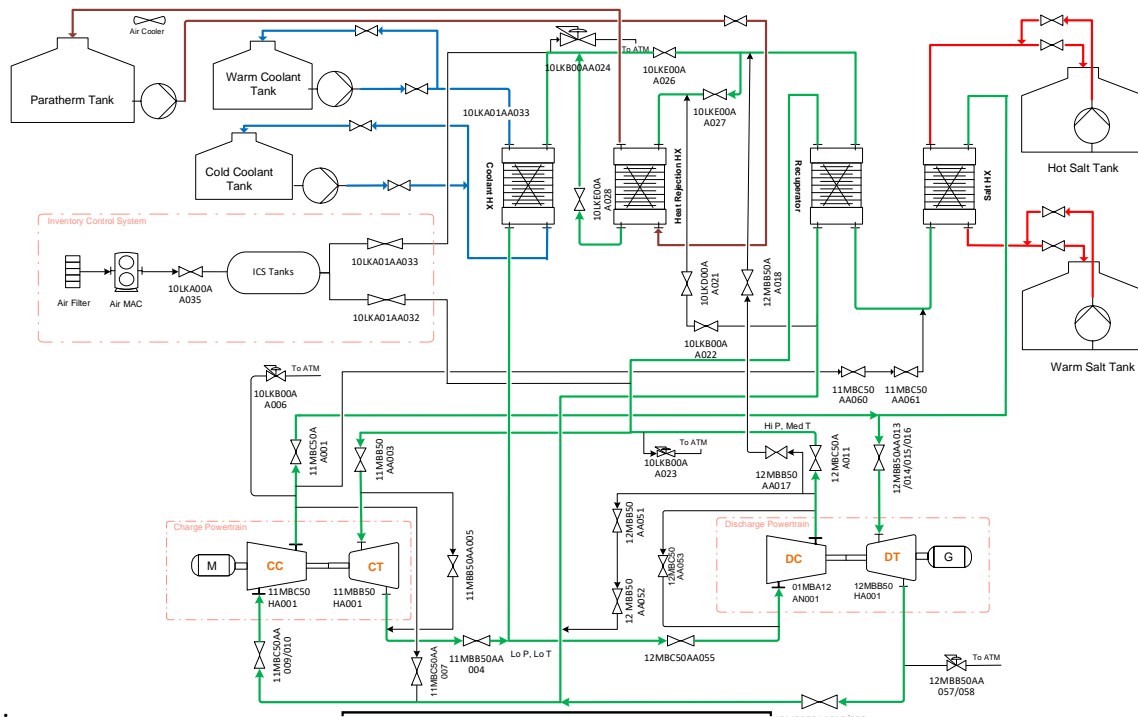 Air Cooler
Paratherm Tank
Warm Coolant
Tank
Cold Coolant
Tank
10LKA01AA033
10LKB00AA024
To ATM
10LKE00A
A026
10LKE00A
A027
10LKE00A
A028
Coolant HX
Heat Rejection HX
Recuperator
Salt HX
Hot Salt Tank
Warm Salt Tank
Inventory Control System
Air Filter
Air MAC
10LKA00A
A035
ICS Tanks
10LKA01AA033
10LKA01AA032
10LKD00A
A021
12MBB50A
A018
10LKB00A
A022
To ATM
10LKB00A
A006
11MBC50
AA060
11MBC50
AA061
11MBC50A
A001
11MBB50
AA003
Hi P, Med T
To ATM
10LKB00A
A023
12MBB50
AA017
12MBC50A
A011
12MBB50AA013
/014/015/016
11MBB50AA005
12MBB50
AA051
12MBC50
AA053
12 MBB50
AA052
Charge Powertrain
M
CC
CT
11MBC50
HA001
11MBB50
HA001
Discharge Powertrain
DC
DT
G
01MBA12
AN001
12MBB50
HA001
11MBC50AA
009/010
11MBC50AA
007
11MBB50AA
004
Lo P, Lo T
12MBC50AA055
To ATM
12MBB50AA
057/058